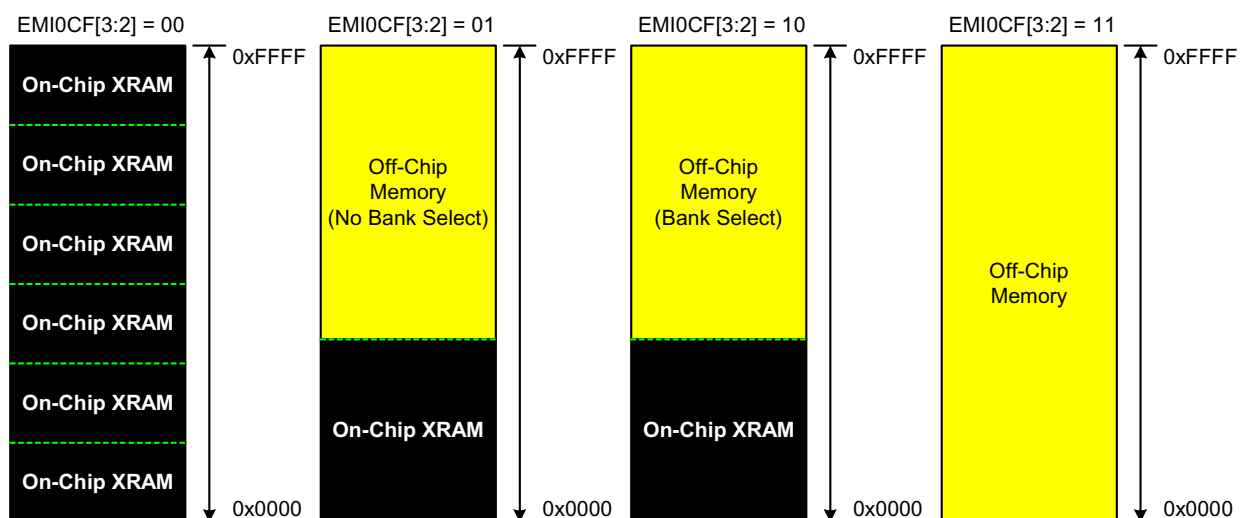 EMI0CF[3:2] = 00
0xFFFF
On-Chip XRAM
On-Chip XRAM
On-Chip XRAM
On-Chip XRAM
On-Chip XRAM
On-Chip XRAM
0x0000
EMI0CF[3:2] = 01
0xFFFF
Off-Chip
Memory
(No Bank Select)
On-Chip XRAM
0x0000
EMI0CF[3:2] = 10
0xFFFF
Off-Chip
Memory
(Bank Select)
On-Chip XRAM
0x0000
EMI0CF[3:2] = 11
0xFFFF
Off-Chip
Memory
0x0000